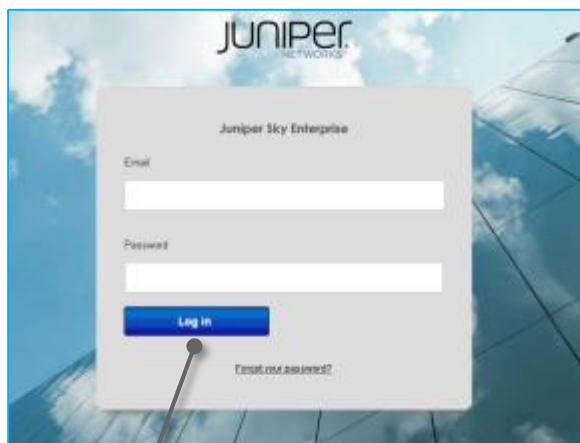 JUNIPER
NETWORKS
Juniper Sky Enterprise
Email
Password
Log in
Forgot your password?